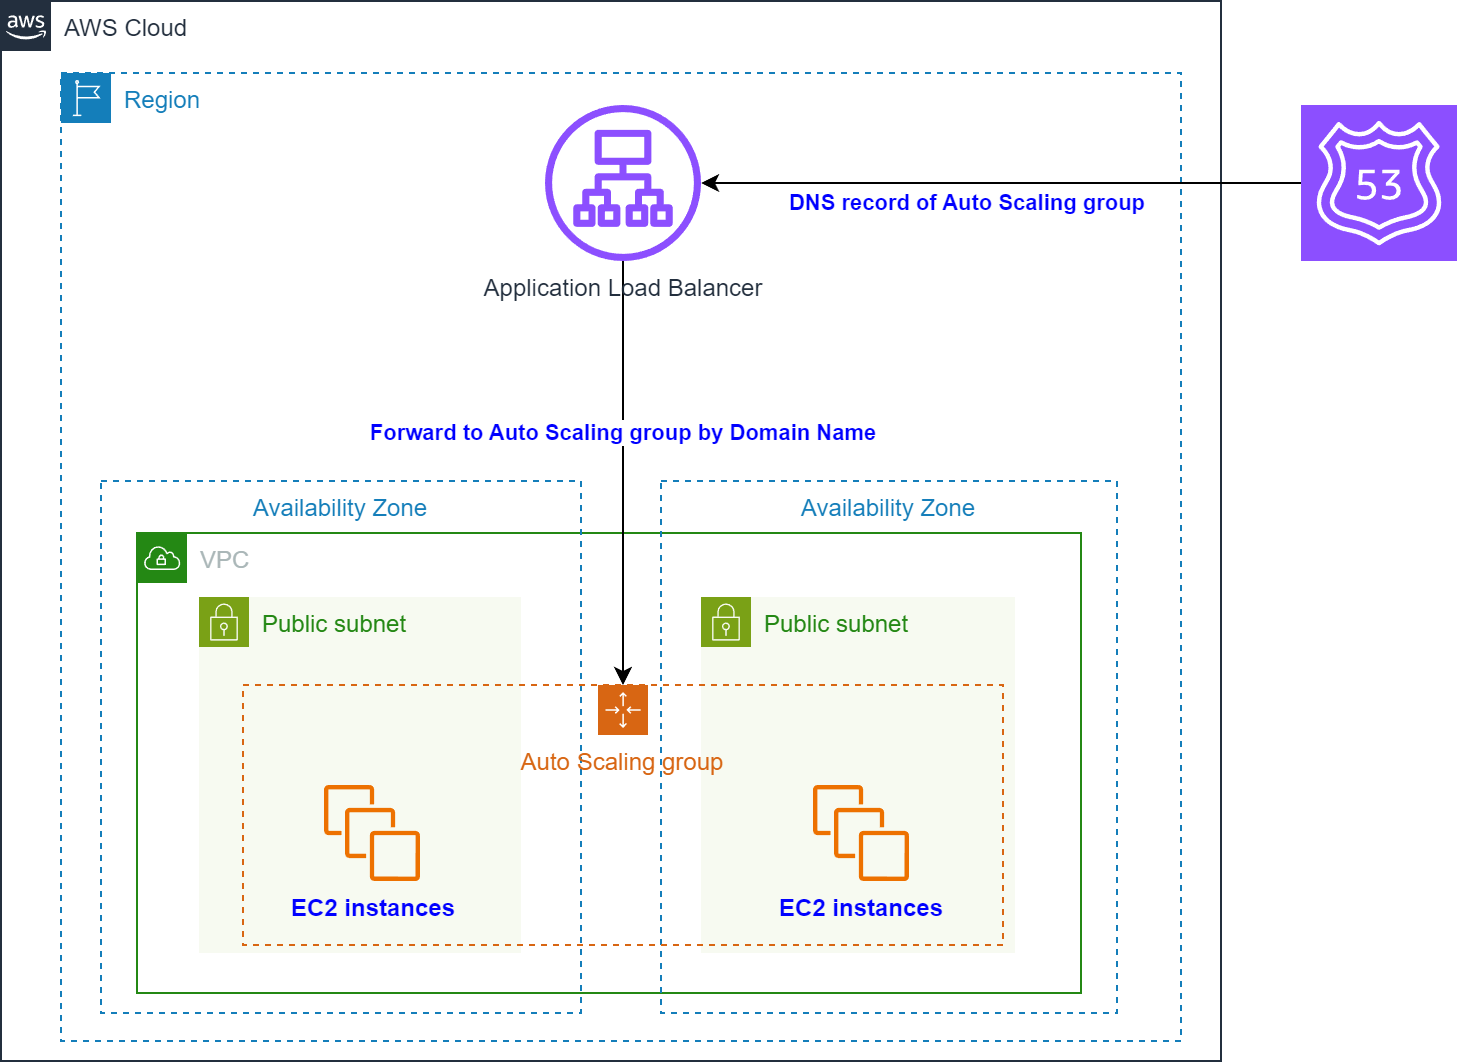 aws
AWS Cloud
Region
53
DNS record of Auto Scaling group
Application Load Balancer
Forward to Auto Scaling group by Domain Name
Availability Zone
Availability Zone
VPC
Public subnet
Public subnet
Auto Scaling group
EC2 instances
EC2 instances